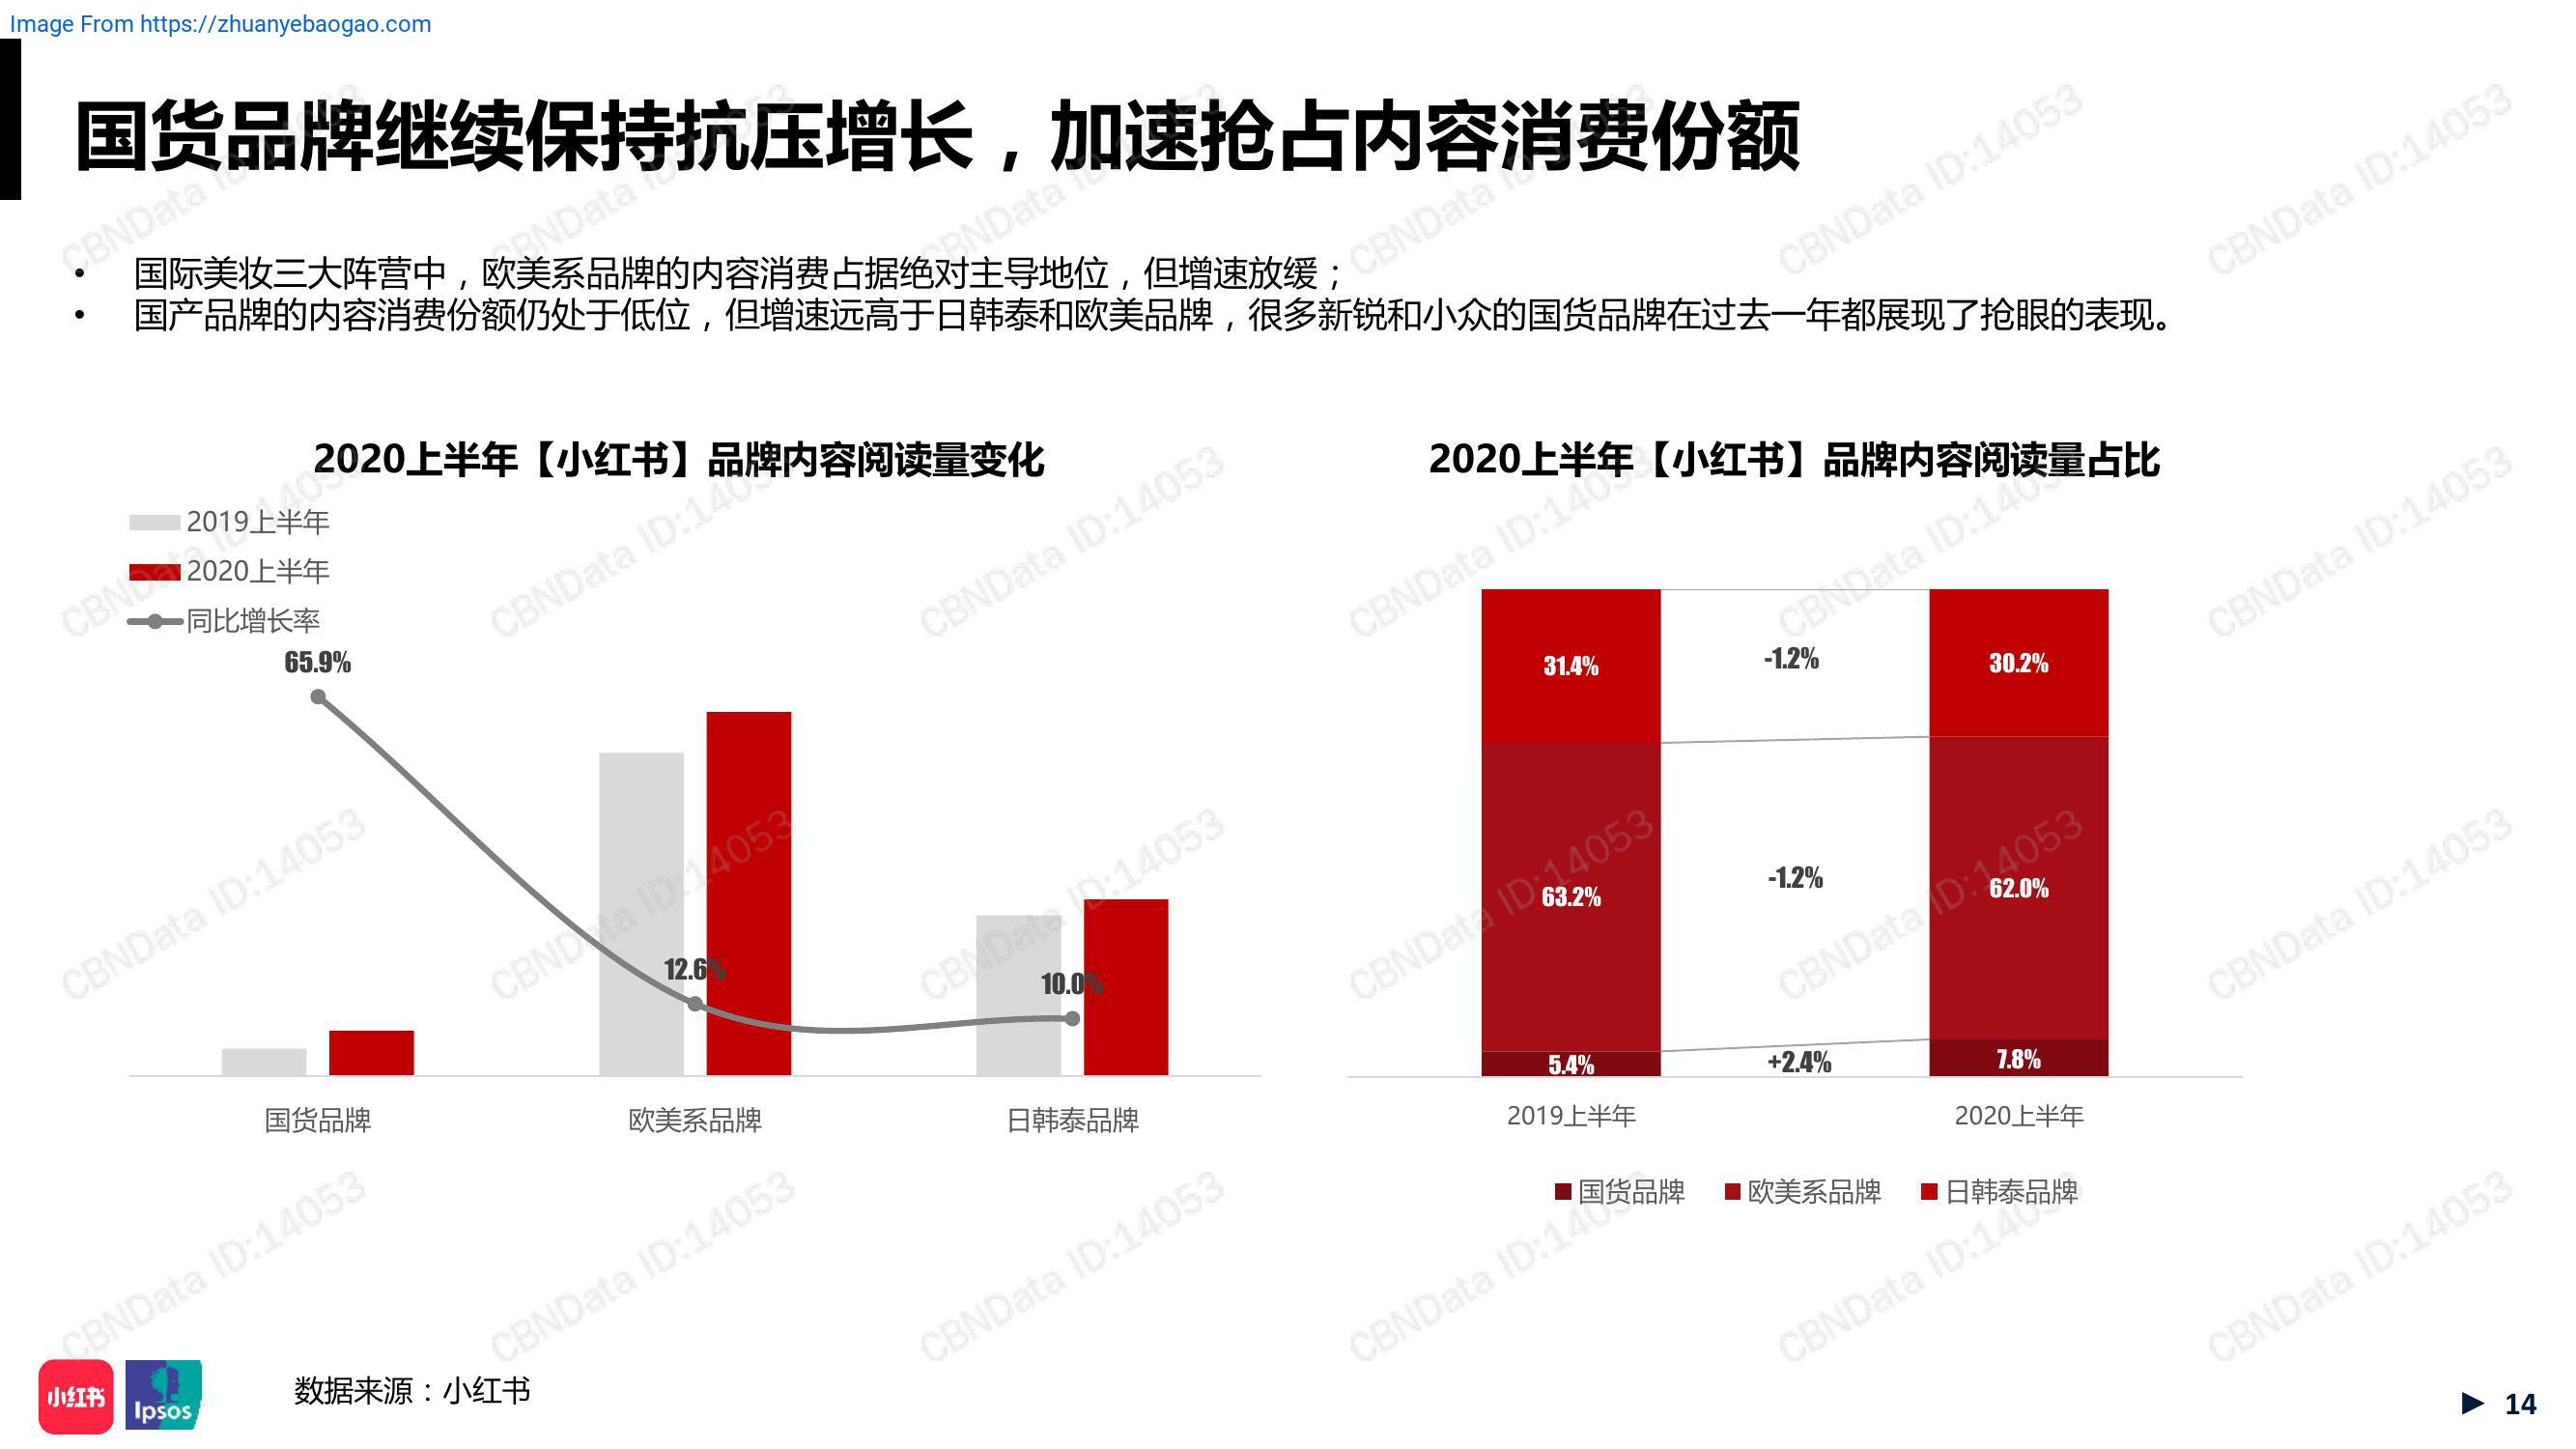 Image From https://zhuanyebaogao.com
国货品牌继续保持抗压增长，加速抢占内容消费份额
• 国际美妆三大阵营中，欧美系品牌的内容消费占据绝对主导地位，但增速放缓；
• 国产品牌的内容消费份额仍处于低位，但增速远高于日韩泰和欧美品牌，很多新锐和小众的国货品牌在过去一年都展现了抢眼的表现。
2020上半年【小红书】品牌内容阅读量变化
2019上半年
2020上半年
同比增长率
65.9%
12.6%
10.0%
国货品牌 欧美系品牌 日韩泰品牌
2020上半年【小红书】品牌内容阅读量占比
31.4% -1.2% 30.2%
63.2% -1.2% 62.0%
5.4% +2.4% 7.8%
2019上半年 2020上半年
国货品牌 欧美系品牌 日韩泰品牌
小红书
Ipsos
数据来源：小红书
14
CBNData ID:14053